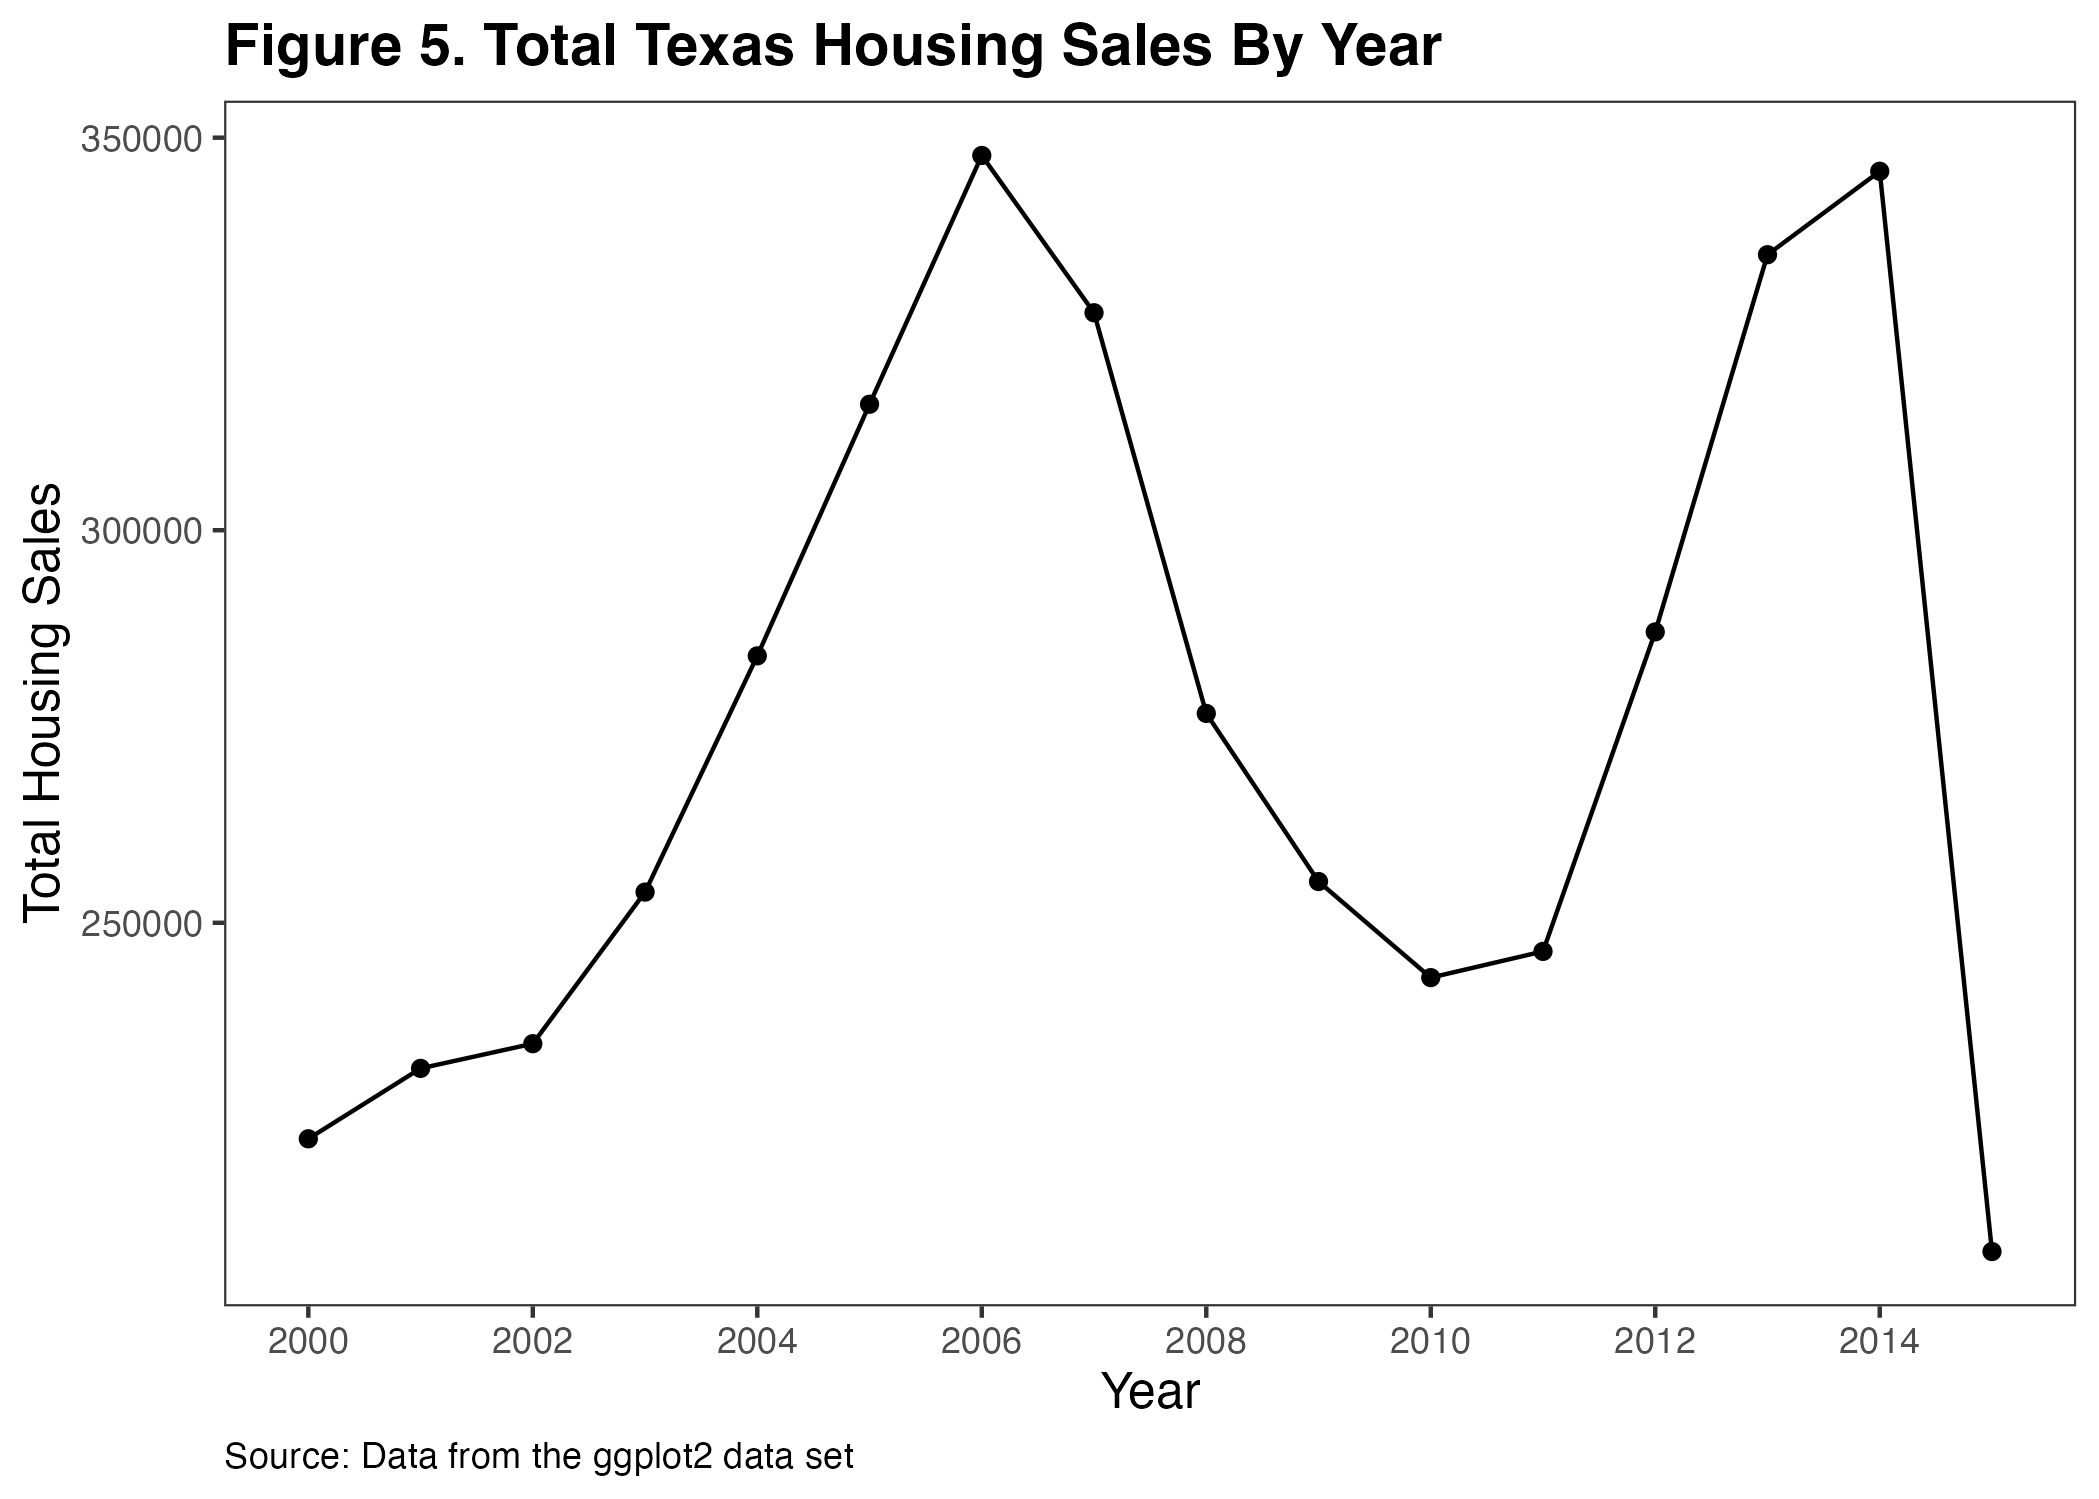 Figure 5. Total Texas Housing Sales By Year
Total Housing Sales
350000
300000
250000
2000 2002 2004 2006 2008 2010 2012 2014
Year
Source: Data from the ggplot2 data set